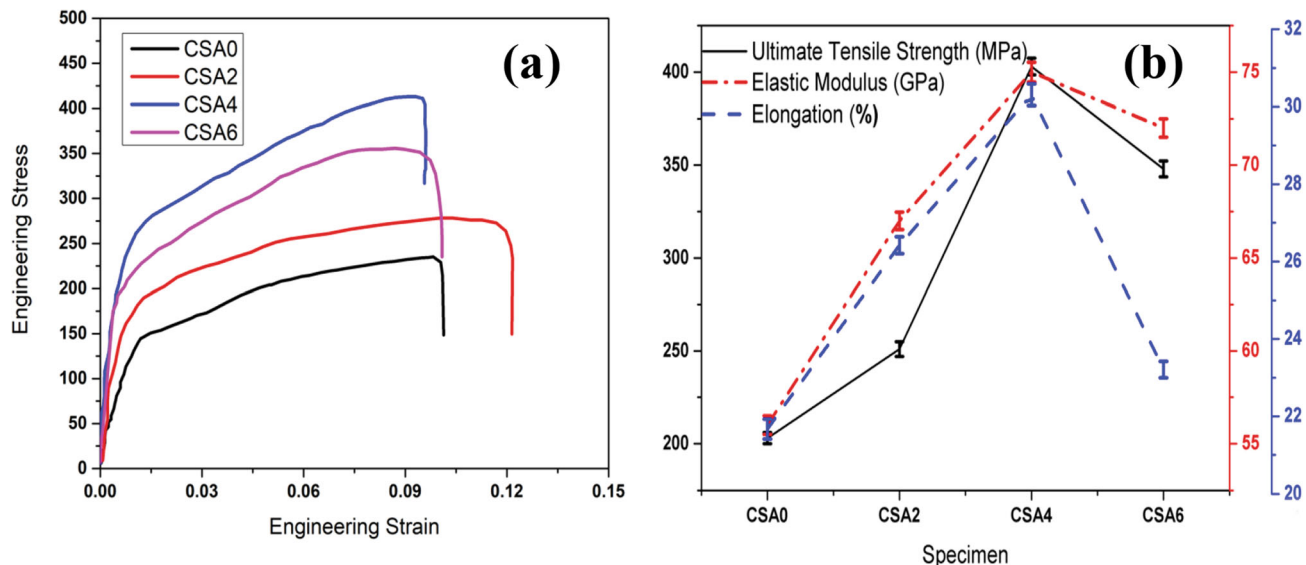 (a)
CSA0
CSA2
CSA4
CSA6
Engineering Stress
500
450
400
350
300
250
200
150
100
50
0
0.00 0.03 0.06 0.09 0.12 0.15
Engineering Strain
(b)
Ultimate Tensile Strength (MPa)
Elastic Modulus (GPa)
Elongation (%)
400
350
300
250
200
75
70
65
60
55
32
30
28
26
24
22
20
CSA0 CSA2 CSA4 CSA6
Specimen